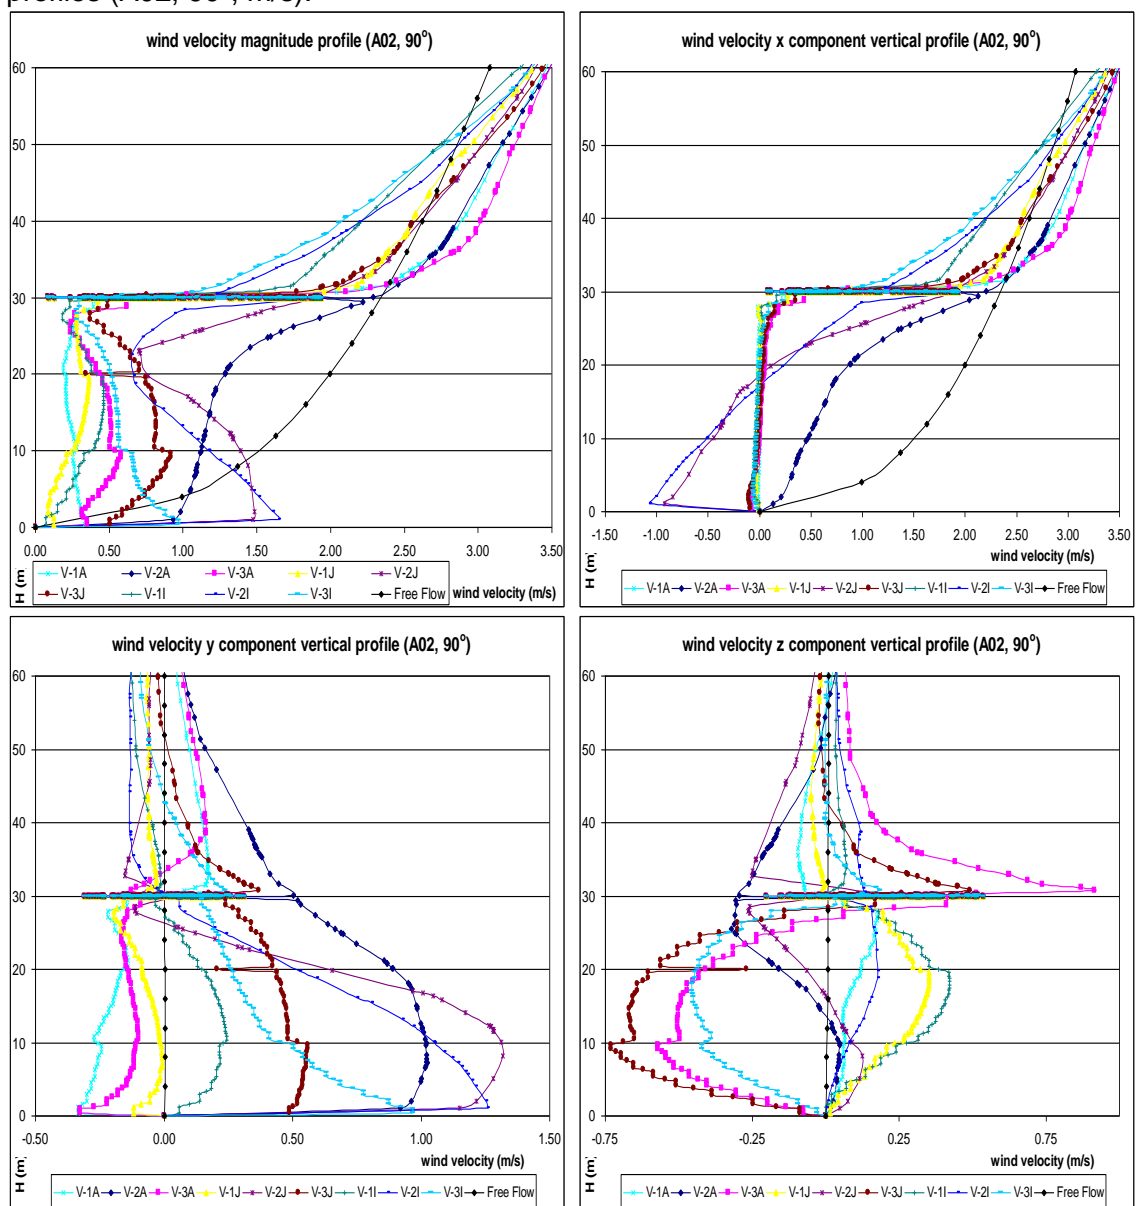 profiles (A02, 90°, m/s).
wind velocity magnitude profile (A02, 90o)
60
50
40
30
20
10
0
0.00 0.50 1.00 1.50 2.00 2.50 3.00 3.50
H (m)
V-1A V-2A V-3A V-1J V-2J
V-3J V-1I V-2I V-3I Free Flow wind velocity (m/s)
wind velocity x component vertical profile (A02, 90o)
60
50
40
30
20
10
0
-1.50 -1.00 -0.50 0.00 0.50 1.00 1.50 2.00 2.50 3.00 3.50
wind velocity (m/s)
H (m)
V-1A V-2A V-3A V-1J V-2J V-3J V-1I V-2I V-3I Free Flow
wind velocity y component vertical profile (A02, 90o)
60
50
40
30
20
10
0
-0.50 0.00 0.50 1.00 1.50
wind velocity (m/s)
H (m)
V-1A V-2A V-3A V-1J V-2J V-3J V-1I V-2I V-3I Free Flow
wind velocity z component vertical profile (A02, 90o)
60
50
40
30
20
10
0
-0.75 -0.25 0.25 0.75
wind velocity (m/s)
H (m)
V-1A V-2A V-3A V-1J V-2J V-3J V-1I V-2I V-3I Free Flow